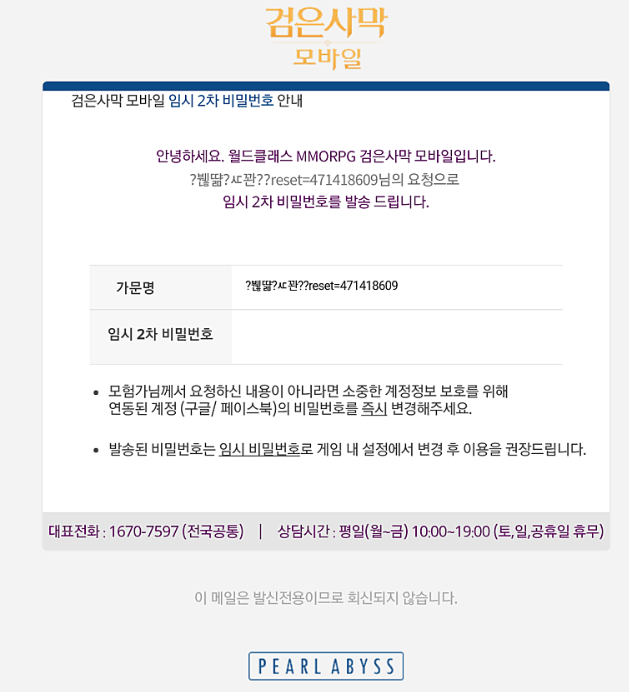 검은사막
모바일
검은사막 모바일 임시 2차 비밀번호 안내
안녕하세요. 월드클래스 MMORPG 검은사막 모바일입니다.
?붾떫?ㅼ꽌??reset=471418609님의 요청으로
임시 2차 비밀번호를 발송 드립니다.
가문명
?붾떫?ㅼ꽌??reset=471418609
임시 2차 비밀번호
• 모험가님께서 요청하신 내용이 아니라면 소중한 계정정보 보호를 위해
연동된 계정 (구글/ 페이스북)의 비밀번호를 즉시 변경해주세요.
• 발송된 비밀번호는 임시 비밀번호로 게임 내 설정에서 변경 후 이용을 권장드립니다.
대표전화 : 1670-7597 (전국공통) | 상담시간 : 평일(월~금) 10:00~19:00 (토,일,공휴일 휴무)
이 메일은 발신전용이므로 회신되지 않습니다.
PEARL ABYSS